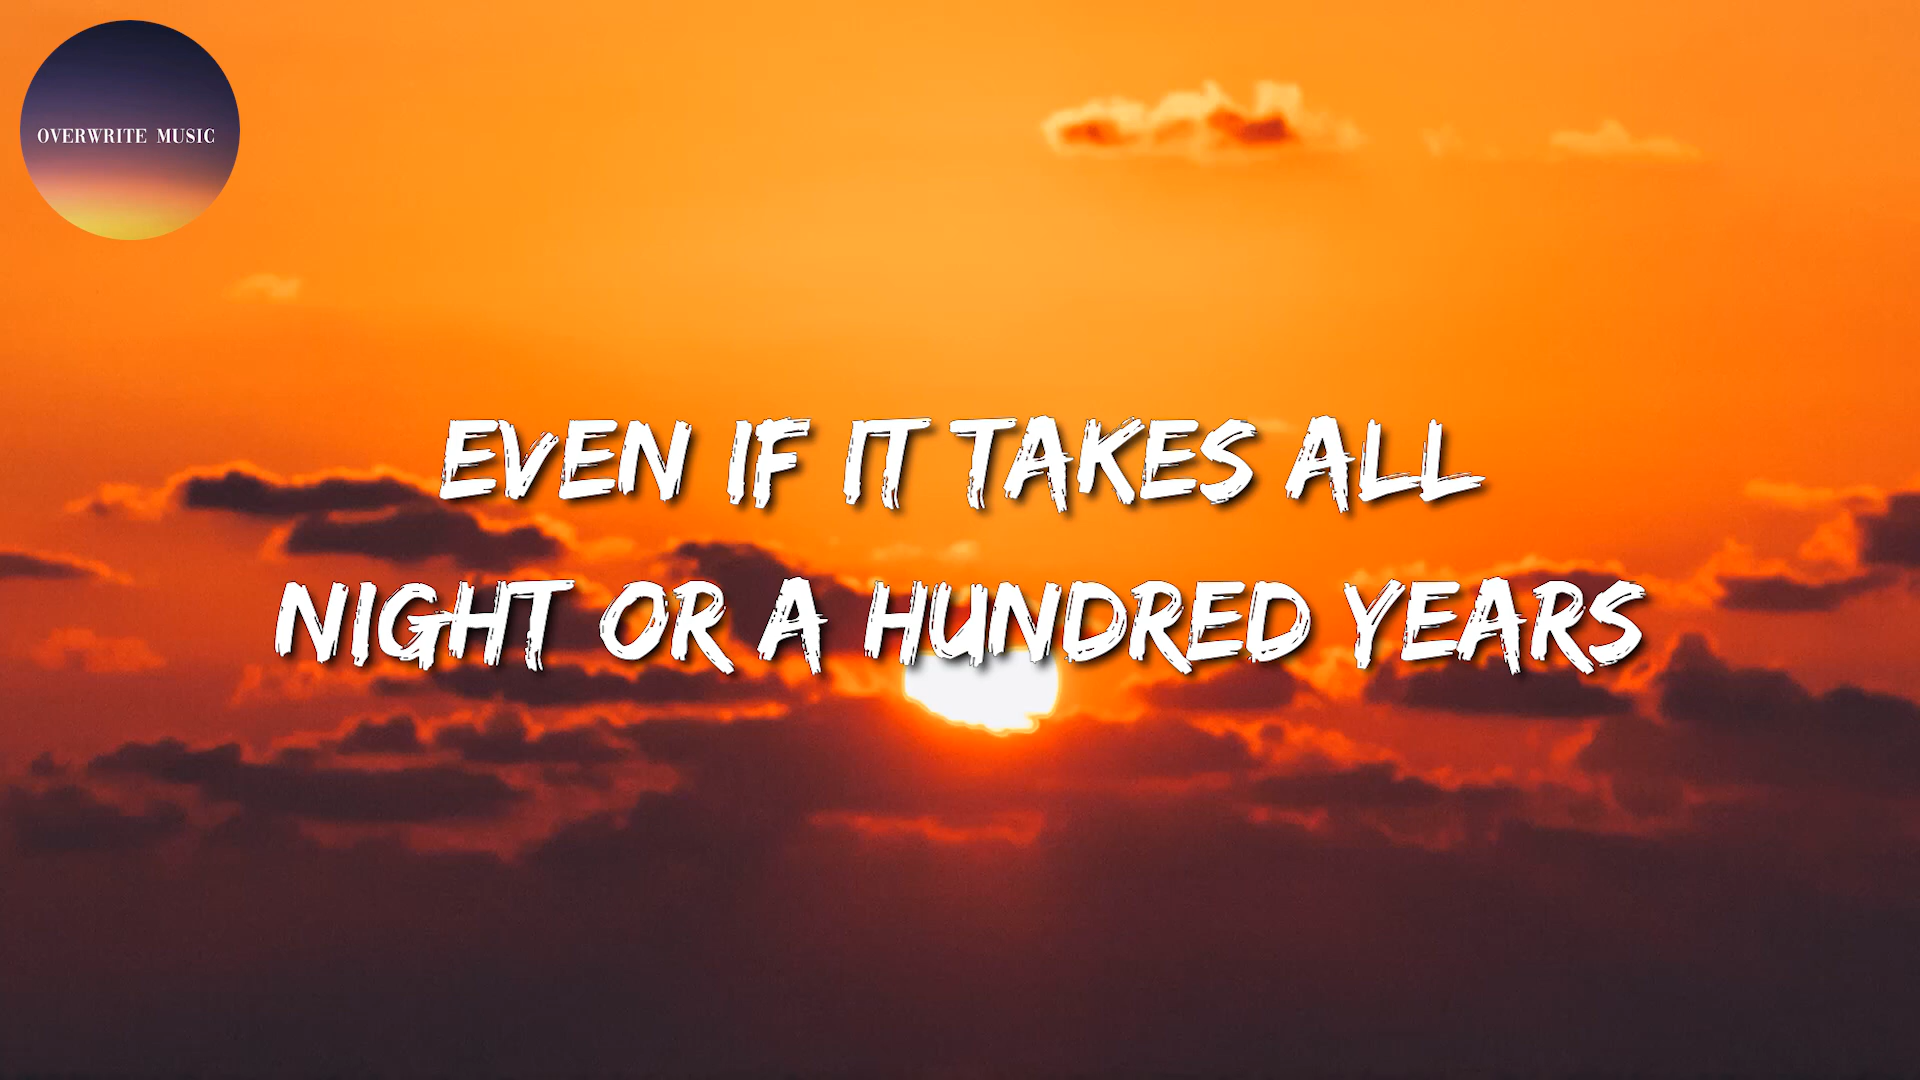 OVERWRITE MUSIC
EVEN IF IT TAKES ALL
NIGHT OR A HUNDRED YEARS